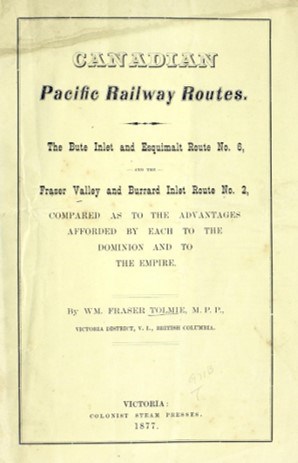 CANADIAN
Pacific Railway Routes.
The Bute Inlet and Esquimalt Route No. 6,
AND THE
Fraser Valley and Burrard Inlet Route No. 2,
COMPARED AS TO THE ADVANTAGES
AFFORDED BY EACH TO THE
DOMINION AND TO
THE EMPIRE.
By WM. FRASER TOLMIE, M. P. P.,
VICTORIA DISTRICT, V. I., BRITISH COLUMBIA.
VICTORIA:
COLONIST STEAM PRESSES.
1877.